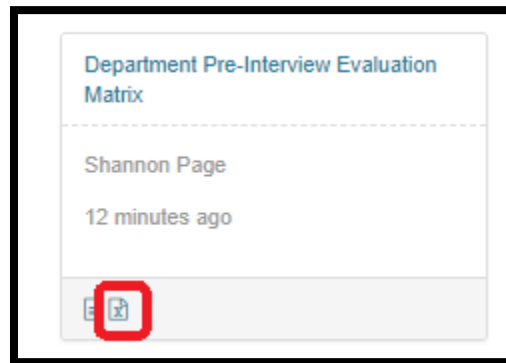 Department Pre-Interview Evaluation
Matrix
Shannon Page
12 minutes ago